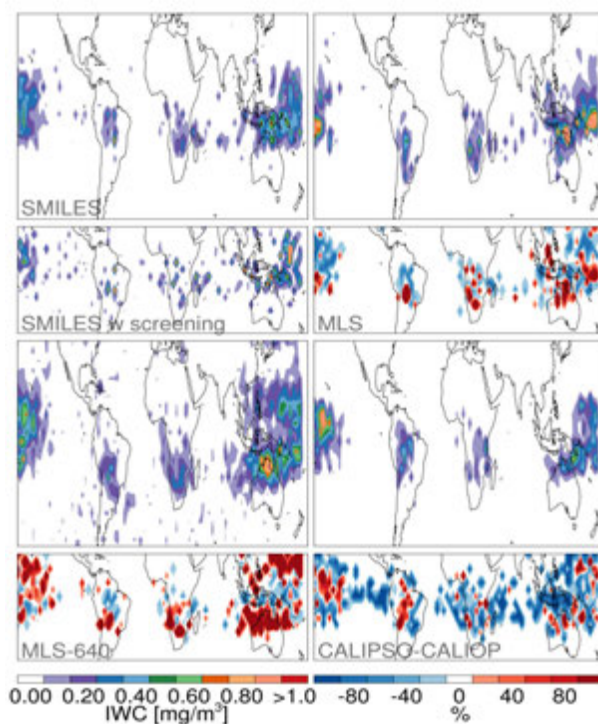 SMILES
SMILES w screening
MLS
MLS-640
CALIPSO-CALIOP
0.00 0.20 0.40 0.60 0.80 >1.0
IWC [mg/m³]
-80 -40 0 40 80
%